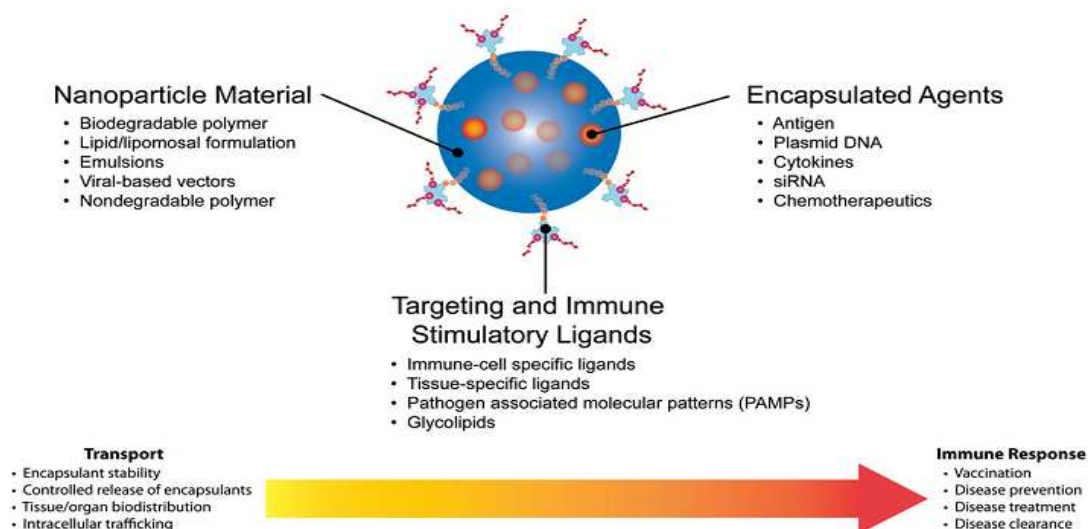 Nanoparticle Material
• Biodegradable polymer
• Lipid/lipomosal formulation
• Emulsions
• Viral-based vectors
• Nondegradable polymer
Encapsulated Agents
• Antigen
• Plasmid DNA
• Cytokines
• siRNA
• Chemotherapeutics
Targeting and Immune
Stimulatory Ligands
• Immune-cell specific ligands
• Tissue-specific ligands
• Pathogen associated molecular patterns (PAMPs)
• Glycolipids
Transport
• Encapsulant stability
• Controlled release of encapsulants
• Tissue/organ biodistribution
• Intracellular trafficking
Immune Response
• Vaccination
• Disease prevention
• Disease treatment
• Disease clearance